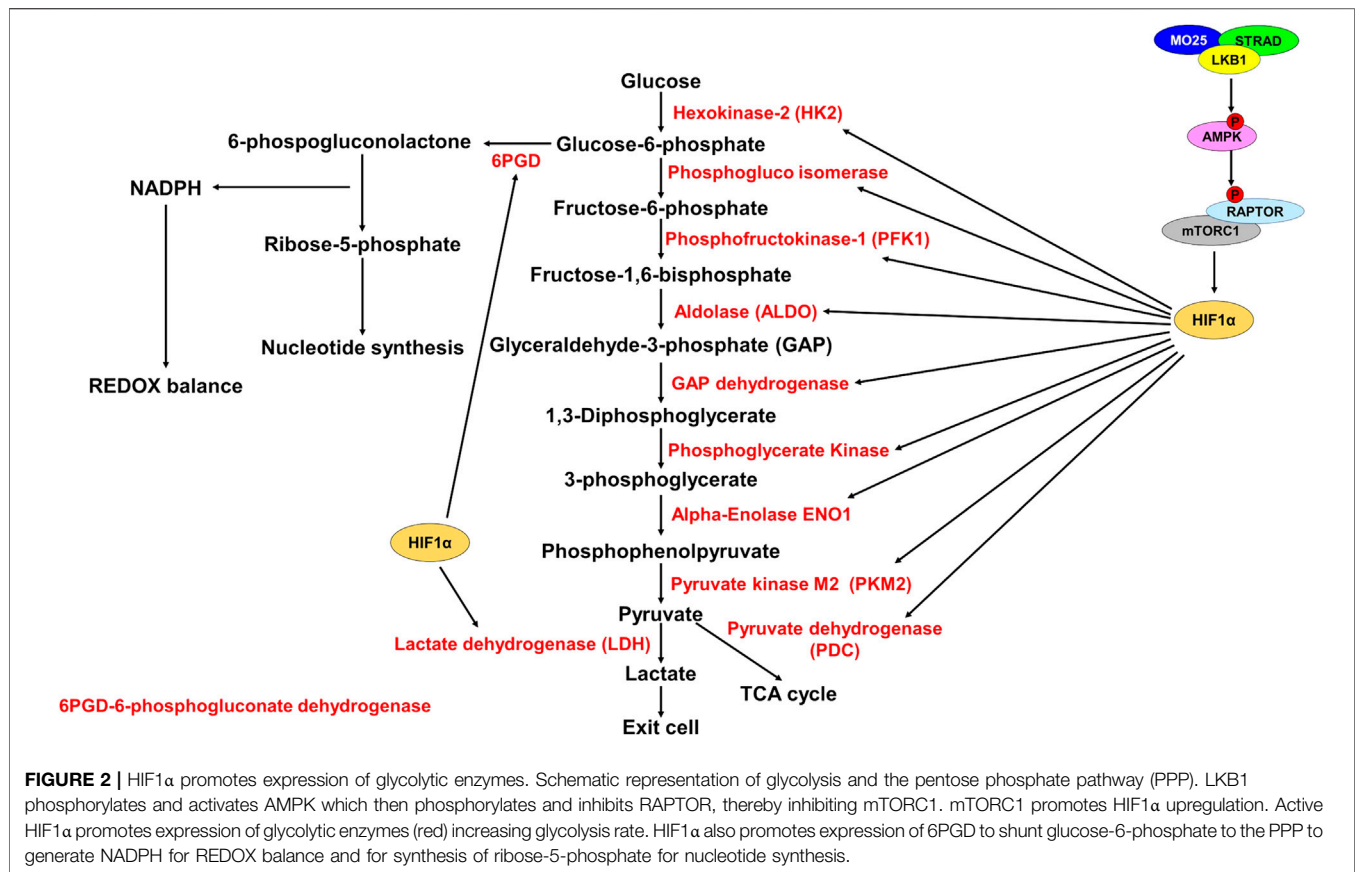 MO25
STRAD
LKB1
P
AMPK
P
RAPTOR
mTORC1
HIF1α
Glucose
Hexokinase-2 (HK2)
6-phospogluconolactone
Glucose-6-phosphate
6PGD
Phosphogluco isomerase
NADPH
Fructose-6-phosphate
Ribose-5-phosphate
Phosphofructokinase-1 (PFK1)
Fructose-1,6-bisphosphate
Aldolase (ALDO)
Nucleotide synthesis
Glyceraldehyde-3-phosphate (GAP)
REDOX balance
GAP dehydrogenase
1,3-Diphosphoglycerate
Phosphoglycerate Kinase
3-phosphoglycerate
Alpha-Enolase ENO1
HIF1α
Phosphophenolpyruvate
Pyruvate kinase M2 (PKM2)
Pyruvate
Lactate dehydrogenase (LDH)
Pyruvate dehydrogenase
(PDC)
Lactate
TCA cycle
6PGD-6-phosphogluconate dehydrogenase
Exit cell
FIGURE 2 | HIF1α promotes expression of glycolytic enzymes. Schematic representation of glycolysis and the pentose phosphate pathway (PPP). LKB1
phosphorylates and activates AMPK which then phosphorylates and inhibits RAPTOR, thereby inhibiting mTORC1. mTORC1 promotes HIF1α upregulation. Active
HIF1α promotes expression of glycolytic enzymes (red) increasing glycolysis rate. HIF1α also promotes expression of 6PGD to shunt glucose-6-phosphate to the PPP to
generate NADPH for REDOX balance and for synthesis of ribose-5-phosphate for nucleotide synthesis.